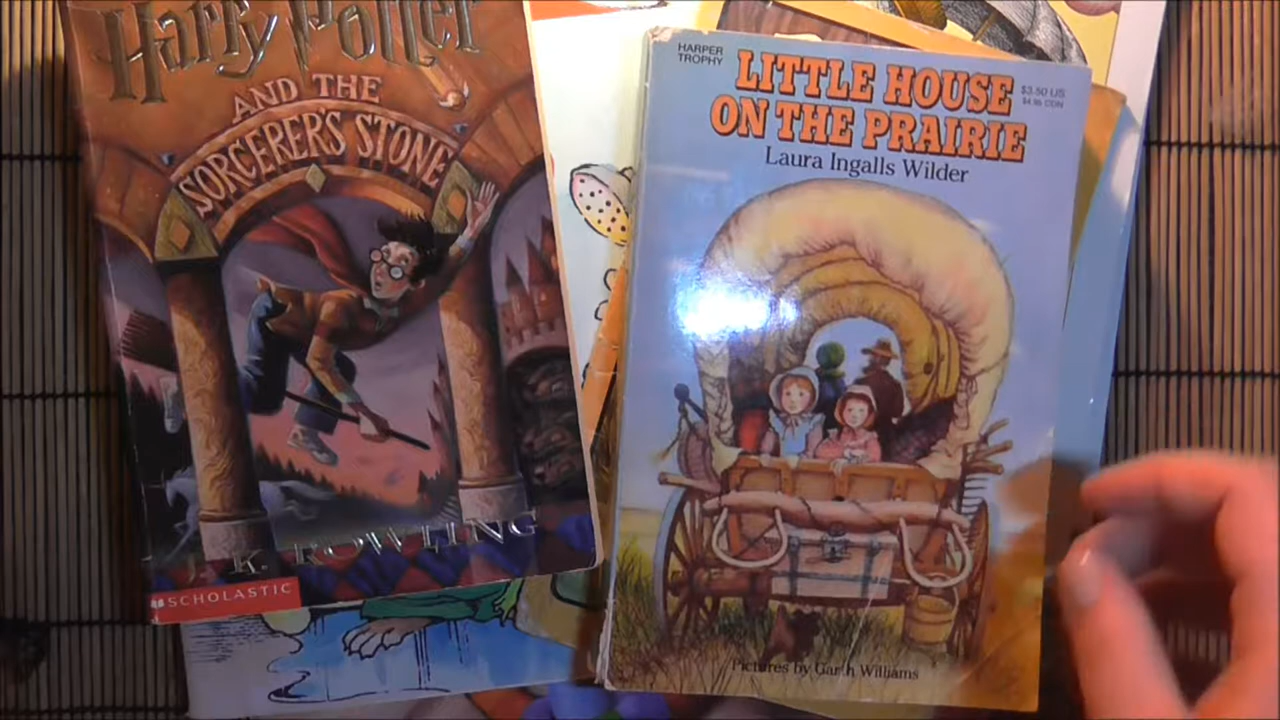 Harry Potter
AND THE
SORCERER'S STONE
J.K. ROWLING
SCHOLASTIC
HARPER
TROPHY
LITTLE HOUSE
ON THE PRAIRIE
$3.50 US
$4.95 CDN
Laura Ingalls Wilder
Pictures by Garth Williams